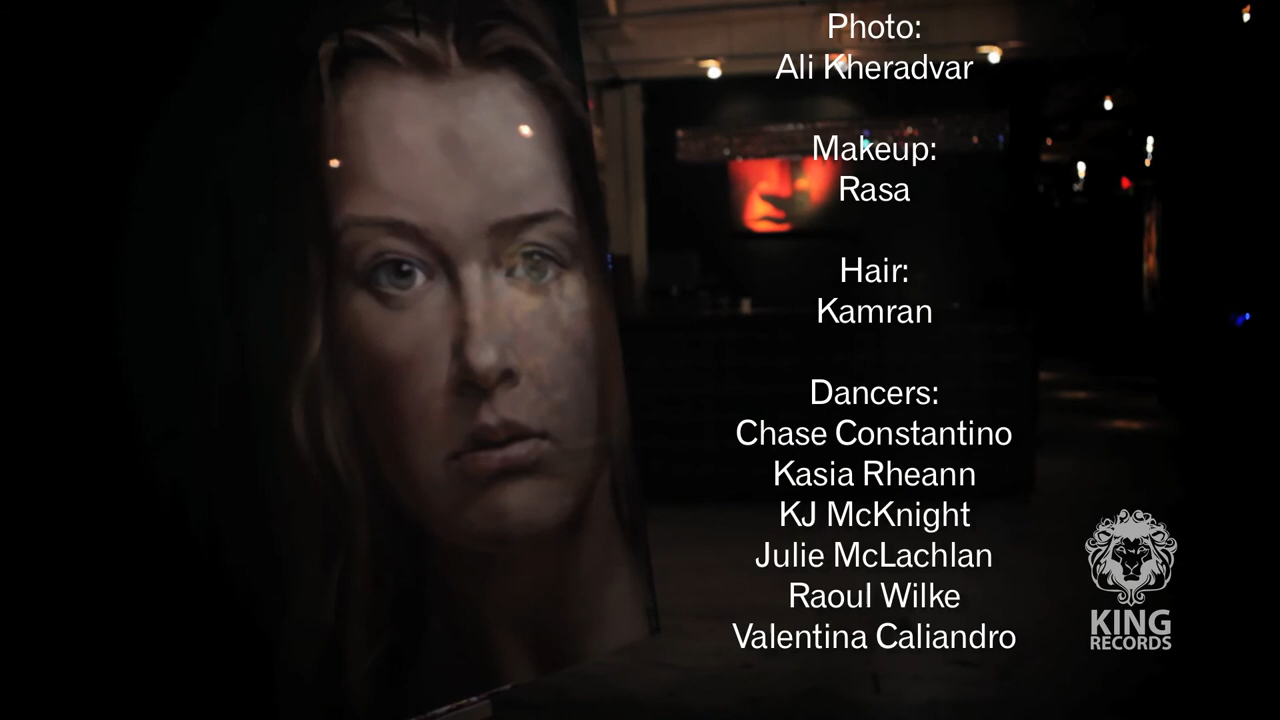 Photo:
Ali Kheradvar
Makeup:
Rasa
Hair:
Kamran
Dancers:
Chase Constantino
Kasia Rheann
KJ McKnight
Julie McLachlan
Raoul Wilke
Valentina Caliandro
KING
RECORDS